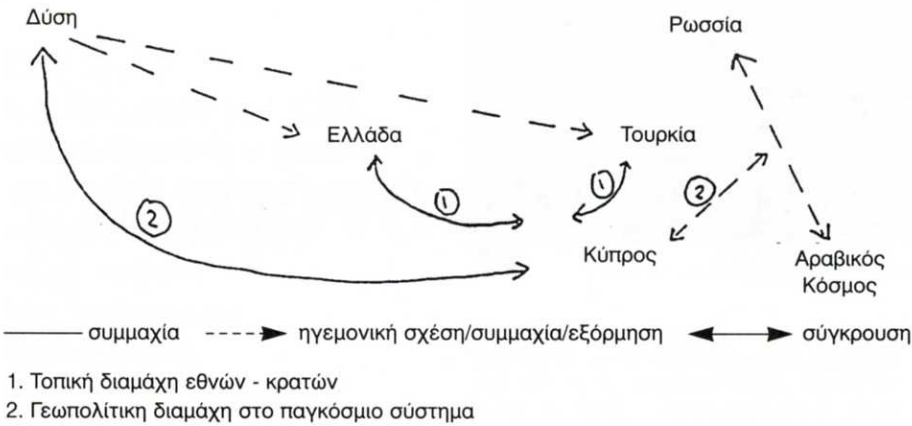 Δύση
Ρωσσία
Ελλάδα
Τουρκία
1
1
2
2
Κύπρος
Αραβικός
Κόσμος
συμμαχία ηγεμονική σχέση/συμμαχία/εξόρμηση σύγκρουση
1. Τοπική διαμάχη εθνών - κρατών
2. Γεωπολίτικη διαμάχη στο παγκόσμιο σύστημα